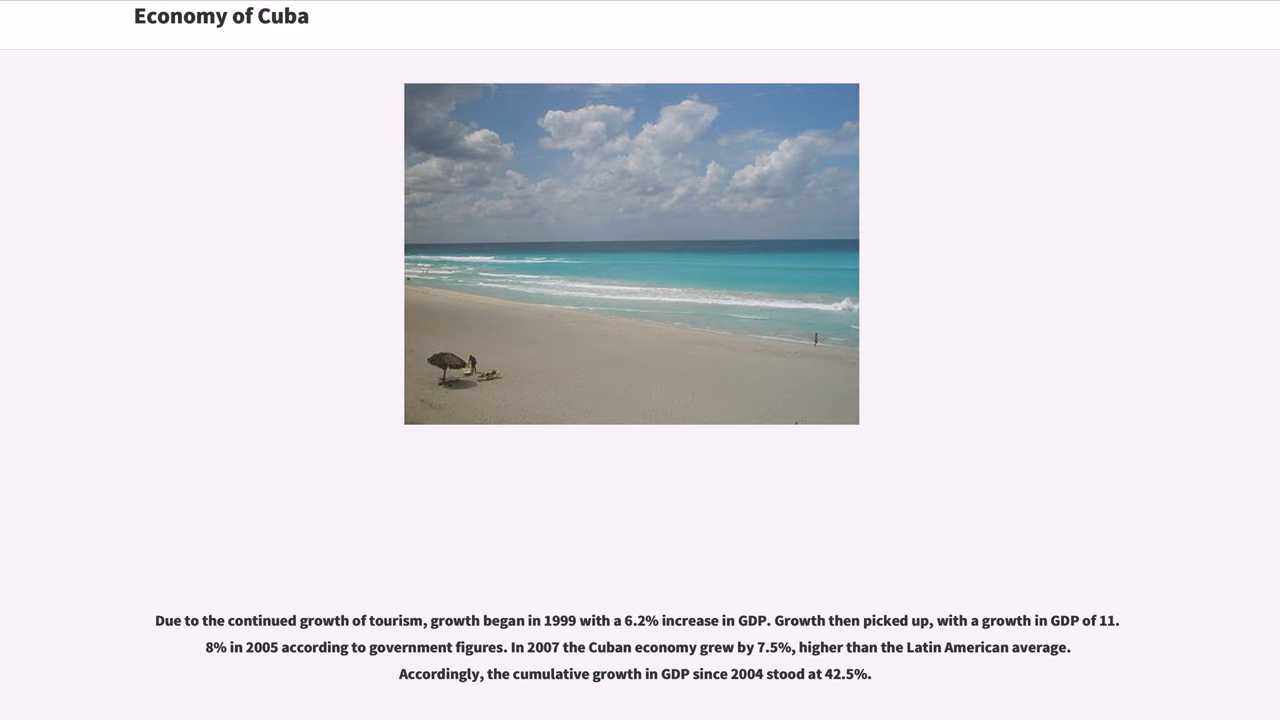 Economy of Cuba
Due to the continued growth of tourism, growth began in 1999 with a 6.2% increase in GDP. Growth then picked up, with a growth in GDP of 11.
8% in 2005 according to government figures. In 2007 the Cuban economy grew by 7.5%, higher than the Latin American average.
Accordingly, the cumulative growth in GDP since 2004 stood at 42.5%.